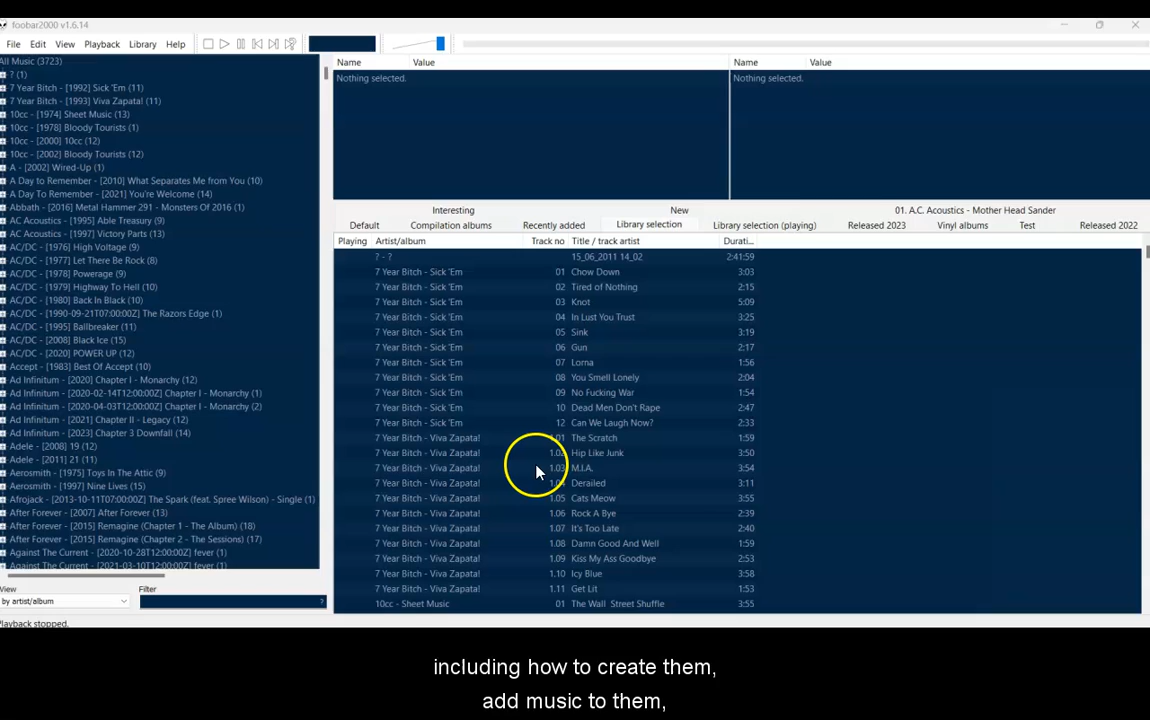 foobar2000 v1.6.14
File Edit View Playback Library Help
All Music (3723)
? (1)
7 Year Bitch - [1992] Sick 'Em (11)
7 Year Bitch - [1993] Viva Zapata! (11)
10cc - [1974] Sheet Music (13)
10cc - [1978] Bloody Tourists (1)
10cc - [2000] 10cc (12)
10cc - [2002] Bloody Tourists (12)
A - [2002] Wired-Up (1)
A Day to Remember - [2010] What Separates Me from You (10)
A Day To Remember - [2021] You're Welcome (14)
Abbath - [2016] Metal Hammer 291 - Monsters Of 2016 (1)
AC Acoustics - [1995] Able Treasury (9)
AC Acoustics - [1997] Victory Parts (13)
AC/DC - [1976] High Voltage (9)
AC/DC - [1977] Let There Be Rock (8)
AC/DC - [1978] Powerage (9)
AC/DC - [1979] Highway To Hell (10)
AC/DC - [1980] Back In Black (10)
AC/DC - [1990-09-21T07:00:00Z] The Razors Edge (1)
AC/DC - [1995] Ballbreaker (11)
AC/DC - [2008] Black Ice (15)
AC/DC - [2020] POWER UP (12)
Accept - [1983] Best Of Accept (10)
Ad Infinitum - [2020] Chapter I - Monarchy (12)
Ad Infinitum - [2020-02-14T12:00:00Z] Chapter I - Monarchy (1)
Ad Infinitum - [2020-04-03T12:00:00Z] Chapter I - Monarchy (2)
Ad Infinitum - [2021] Chapter II - Legacy (12)
Ad Infinitum - [2023] Chapter 3 Downfall (14)
Adele - [2008] 19 (12)
Adele - [2011] 21 (11)
Aerosmith - [1975] Toys In The Attic (9)
Aerosmith - [1997] Nine Lives (15)
Afrojack - [2013-10-11T07:00:00Z] The Spark (feat. Spree Wilson) - Single (1)
After Forever - [2007] After Forever (13)
After Forever - [2015] Remagine (Chapter 1 - The Album) (18)
After Forever - [2015] Remagine (Chapter 2 - The Sessions) (17)
Against The Current - [2020-10-28T12:00:00Z] fever (1)
Against The Current - [2021-03-10T12:00:00Z] fever (1)
View Filter
by artist/album ?
Playback stopped.
Name Value
Nothing selected.
Name Value
Nothing selected.
Interesting New 01. A.C. Acoustics - Mother Head Sander
Default Compilation albums Recently added Library selection Library selection (playing) Released 2023 Vinyl albums Test Released 2022
Playing Artist/album Track no Title / track artist Durati...
? - ? 15_06_2011 14_02 2:41:59
7 Year Bitch - Sick 'Em 01 Chow Down 3:03
7 Year Bitch - Sick 'Em 02 Tired of Nothing 2:15
7 Year Bitch - Sick 'Em 03 Knot 5:09
7 Year Bitch - Sick 'Em 04 In Lust You Trust 3:25
7 Year Bitch - Sick 'Em 05 Sink 3:19
7 Year Bitch - Sick 'Em 06 Gun 2:17
7 Year Bitch - Sick 'Em 07 Lorna 1:56
7 Year Bitch - Sick 'Em 08 You Smell Lonely 2:04
7 Year Bitch - Sick 'Em 09 No Fucking War 1:54
7 Year Bitch - Sick 'Em 10 Dead Men Don't Rape 2:47
7 Year Bitch - Sick 'Em 12 Can We Laugh Now? 2:33
7 Year Bitch - Viva Zapata! 1.01 The Scratch 1:59
7 Year Bitch - Viva Zapata! 1.02 Hip Like Junk 3:50
7 Year Bitch - Viva Zapata! 1.03 M.I.A. 3:54
7 Year Bitch - Viva Zapata! 1.04 Derailed 3:11
7 Year Bitch - Viva Zapata! 1.05 Cats Meow 3:55
7 Year Bitch - Viva Zapata! 1.06 Rock A Bye 2:39
7 Year Bitch - Viva Zapata! 1.07 It's Too Late 2:40
7 Year Bitch - Viva Zapata! 1.08 Damn Good And Well 1:59
7 Year Bitch - Viva Zapata! 1.09 Kiss My Ass Goodbye 2:53
7 Year Bitch - Viva Zapata! 1.10 Icy Blue 3:58
7 Year Bitch - Viva Zapata! 1.11 Get Lit 1:53
10cc - Sheet Music 01 The Wall Street Shuffle 3:55
including how to create them,
add music to them,